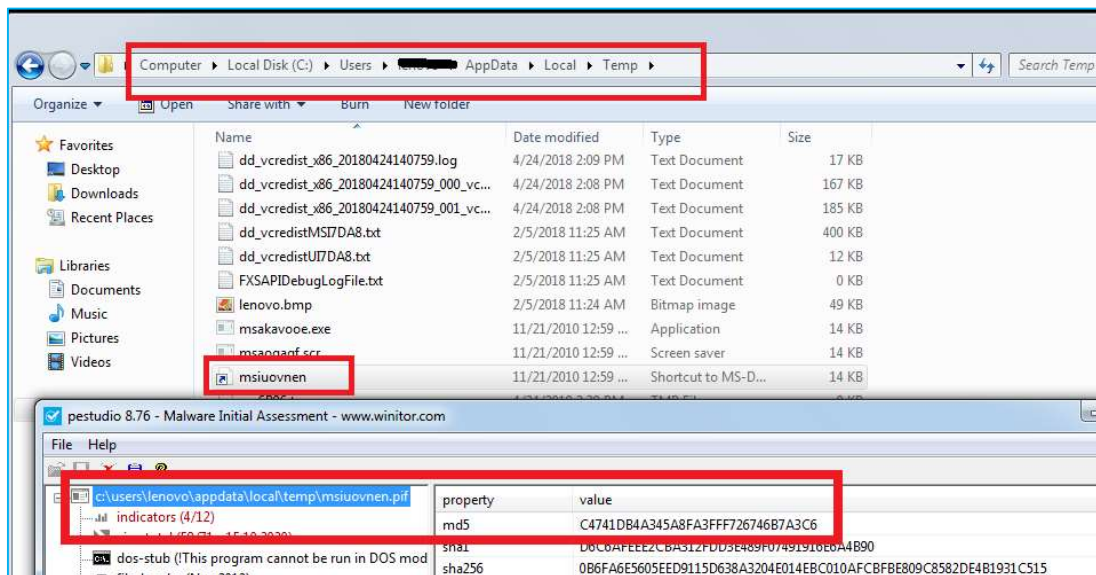 Computer ▸ Local Disk (C:) ▸ Users ▸ AppData ▸ Local ▸ Temp ▸
Search Temp
Organize Open Share with Burn New folder
Name Date modified Type Size
Favorites
Desktop
Downloads
Recent Places
Libraries
Documents
Music
Pictures
Videos
dd_vcredist_x86_20180424140759.log 4/24/2018 2:09 PM Text Document 17 KB
dd_vcredist_x86_20180424140759_000_vc... 4/24/2018 2:08 PM Text Document 167 KB
dd_vcredist_x86_20180424140759_001_vc... 4/24/2018 2:08 PM Text Document 185 KB
dd_vcredistMSI7DA8.txt 2/5/2018 11:25 AM Text Document 400 KB
dd_vcredistUI7DA8.txt 2/5/2018 11:25 AM Text Document 12 KB
FXSAPIDebugLogFile.txt 2/5/2018 11:25 AM Text Document 0 KB
lenovo.bmp 2/5/2018 11:24 AM Bitmap image 49 KB
msakavooe.exe 11/21/2010 12:59 ... Application 14 KB
msaoqaqf.scr 11/21/2010 12:59 ... Screen saver 14 KB
msiuovnen 11/21/2010 12:59 ... Shortcut to MS-D... 14 KB
pestudio 8.76 - Malware Initial Assessment - www.winitor.com
File Help
c:\users\lenovo\appdata\local\temp\msiuovnen.pif
indicators (4/12)
dos-stub (!This program cannot be run in DOS mod
property value
md5 C4741DB4A345A8FA3FFF726746B7A3C6
sha1 D6C6AFEEE2CBA312FDD3E489F07491916E6A4B90
sha256 0B6FA6E5605EED9115D638A3204E014EBC010AFCBFBE809C8582DE4B1931C515